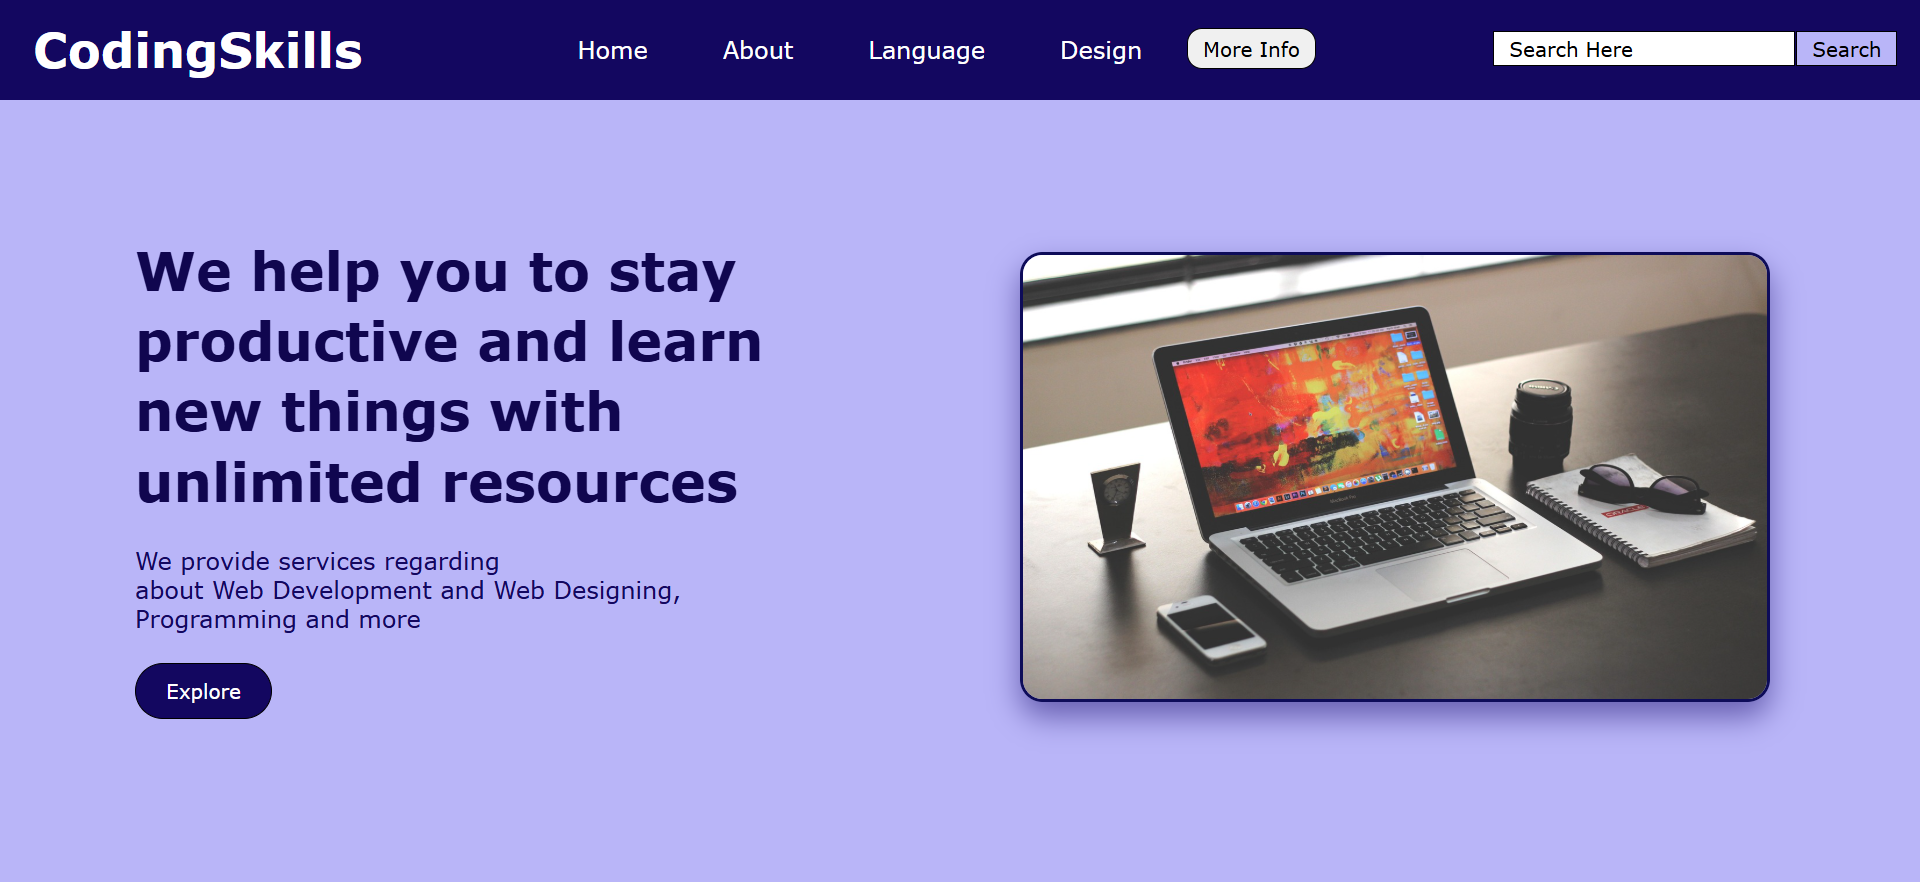 CodingSkills
Home
About
Language
Design
More Info
Search Here
Search
We help you to stay
productive and learn
new things with
unlimited resources
We provide services regarding
about Web Development and Web Designing,
Programming and more
Explore
ORACLE